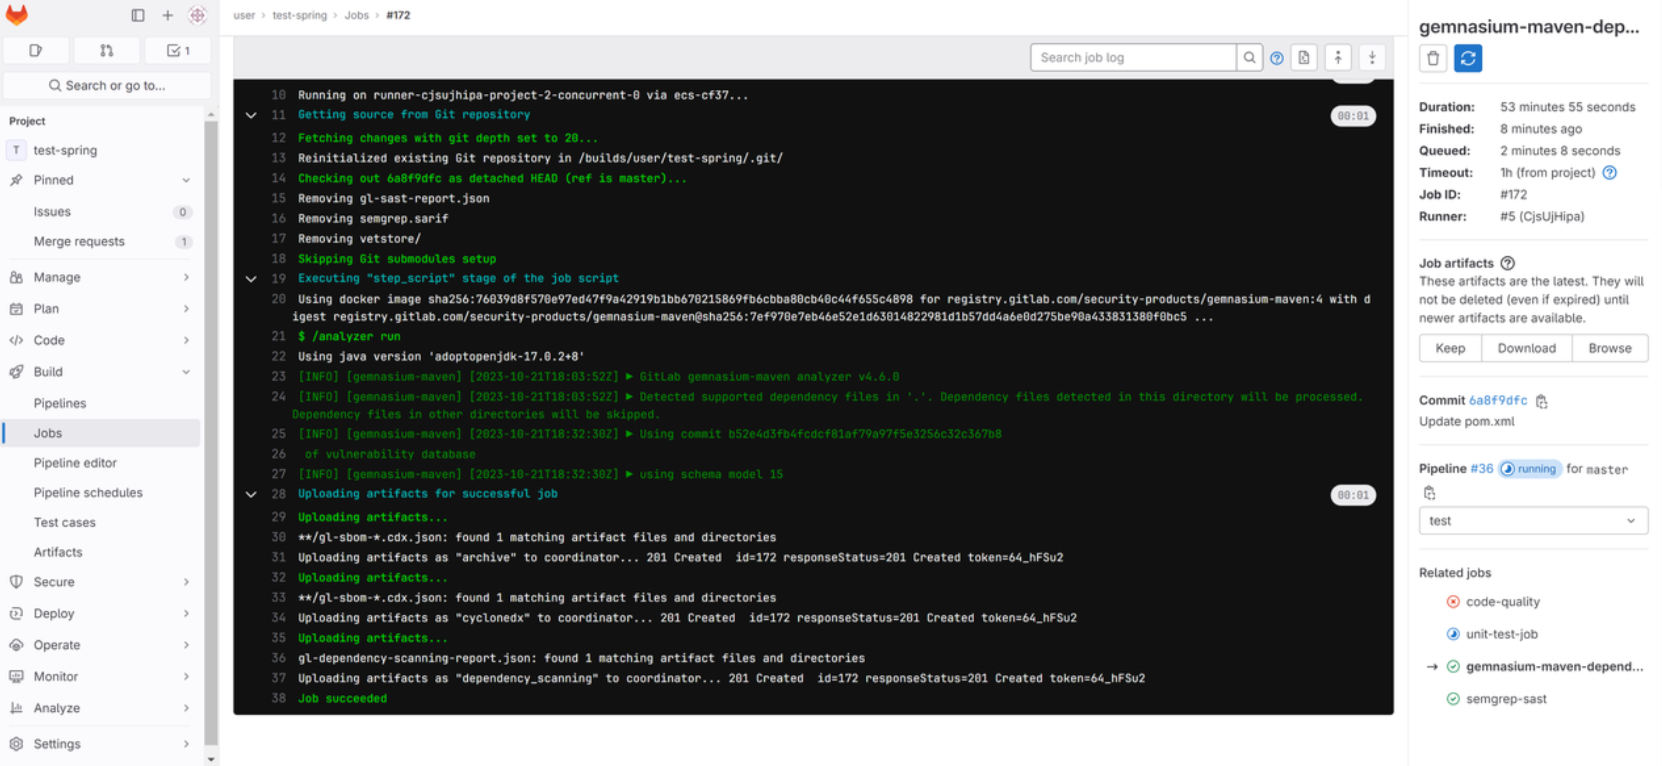 user > test-spring > Jobs > #172
1
Search or go to...
Project
T test-spring
Pinned
Issues 0
Merge requests 1
Manage
Plan
Code
Build
Pipelines
Jobs
Pipeline editor
Pipeline schedules
Test cases
Artifacts
Secure
Deploy
Operate
Monitor
Analyze
Settings
Search job log
10 Running on runner-cjsujhipa-project-2-concurrent-0 via ecs-cf37...
11 Getting source from Git repository 00:01
12 Fetching changes with git depth set to 20...
13 Reinitialized existing Git repository in /builds/user/test-spring/.git/
14 Checking out 6a8f9dfc as detached HEAD (ref is master)...
15 Removing gl-sast-report.json
16 Removing semgrep.sarif
17 Removing vetstore/
18 Skipping Git submodules setup
19 Executing "step_script" stage of the job script
20 Using docker image sha256:76039d8f570e97ed47f9a42919b1bb670215869fb6cbba80cb40c44f655c4898 for registry.gitlab.com/security-products/gemnasium-maven:4 with d
igest registry.gitlab.com/security-products/gemnasium-maven@sha256:7ef970e7eb46e52e1d63014822981d1b57dd4a6e0d275be90a433831380f0bc5 ...
21 $ /analyzer run
22 Using java version 'adoptopenjdk-17.0.2+8'
23 [INFO] [gemnasium-maven] [2023-10-21T18:03:52Z] ▶ GitLab gemnasium-maven analyzer v4.6.0
24 [INFO] [gemnasium-maven] [2023-10-21T18:03:52Z] ▶ Detected supported dependency files in '.'. Dependency files detected in this directory will be processed.
Dependency files in other directories will be skipped.
25 [INFO] [gemnasium-maven] [2023-10-21T18:32:30Z] ▶ Using commit b52e4d3fb4fcdcf81af79a97f5e3256c32c367b8
26 of vulnerability database
27 [INFO] [gemnasium-maven] [2023-10-21T18:32:30Z] ▶ using schema model 15
28 Uploading artifacts for successful job 00:01
29 Uploading artifacts...
30 **/gl-sbom-*.cdx.json: found 1 matching artifact files and directories
31 Uploading artifacts as "archive" to coordinator... 201 Created id=172 responseStatus=201 Created token=64_hFSu2
32 Uploading artifacts...
33 **/gl-sbom-*.cdx.json: found 1 matching artifact files and directories
34 Uploading artifacts as "cyclonedx" to coordinator... 201 Created id=172 responseStatus=201 Created token=64_hFSu2
35 Uploading artifacts...
36 gl-dependency-scanning-report.json: found 1 matching artifact files and directories
37 Uploading artifacts as "dependency_scanning" to coordinator... 201 Created id=172 responseStatus=201 Created token=64_hFSu2
38 Job succeeded
gemnasium-maven-dep...
Duration: 53 minutes 55 seconds
Finished: 8 minutes ago
Queued: 2 minutes 8 seconds
Timeout: 1h (from project)
Job ID: #172
Runner: #5 (CjsUjHipa)
Job artifacts
These artifacts are the latest. They will
not be deleted (even if expired) until
newer artifacts are available.
Keep Download Browse
Commit 6a8f9dfc
Update pom.xml
Pipeline #36 running for master
test
Related jobs
code-quality
unit-test-job
→ gemnasium-maven-depend...
semgrep-sast